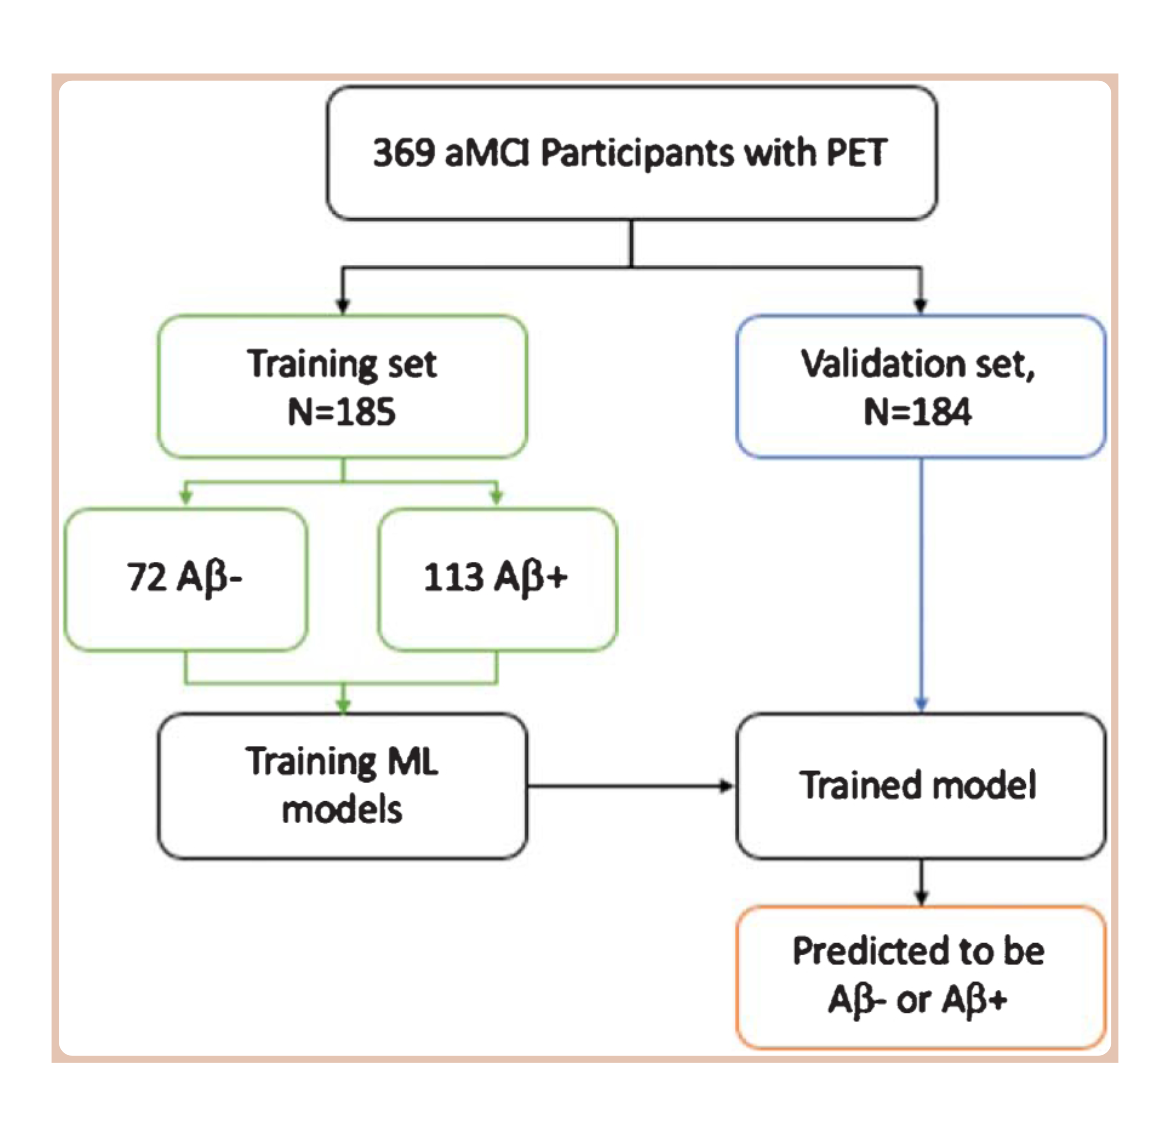 369 aMCI Participants with PET
Training set
N=185
Validation set,
N=184
72 Aβ-
113 Aβ+
Training ML
models
Trained model
Predicted to be
Aβ- or Aβ+